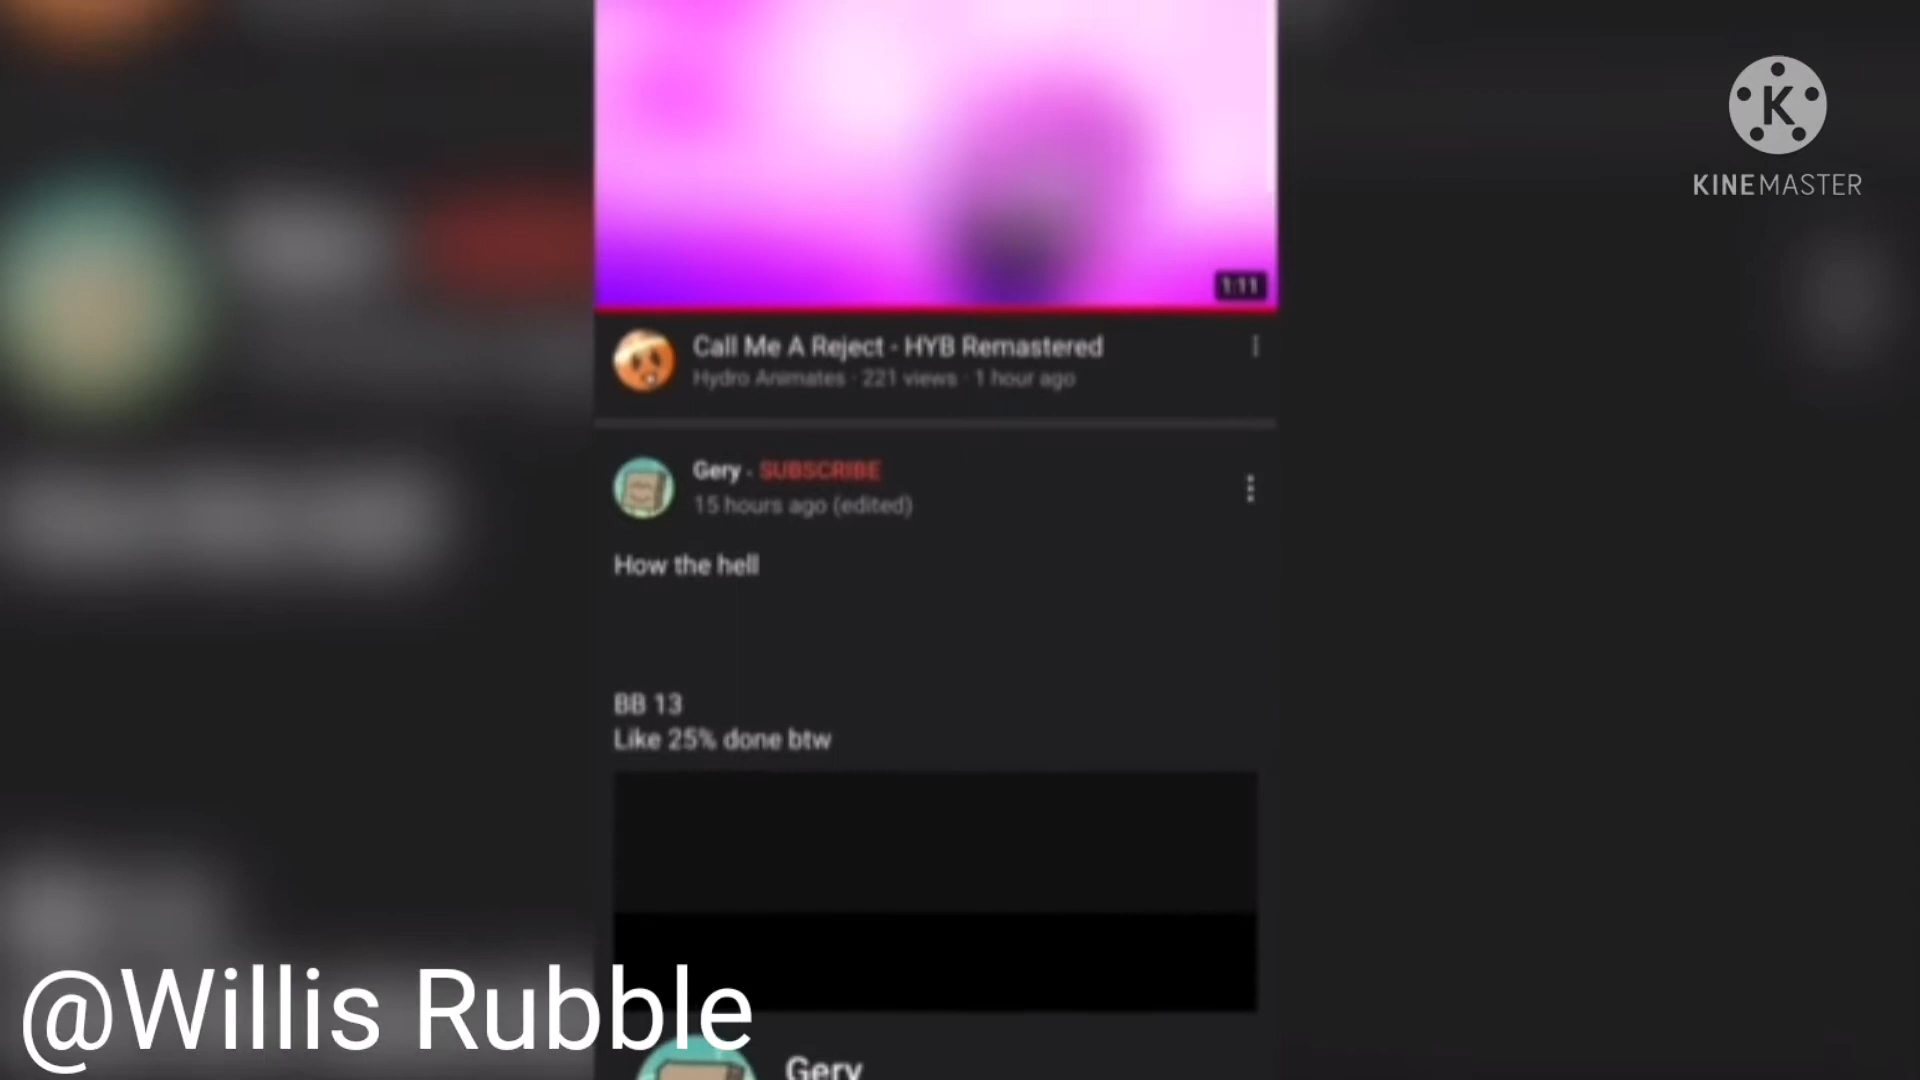 K
KINEMASTER
1:11
Call Me A Reject - HYB Remastered
Hydro Animates · 221 views · 1 hour ago
Gery - SUBSCRIBE
15 hours ago (edited)
How the hell
BB 13
Like 25% done btw
@Willis Rubble
Gery